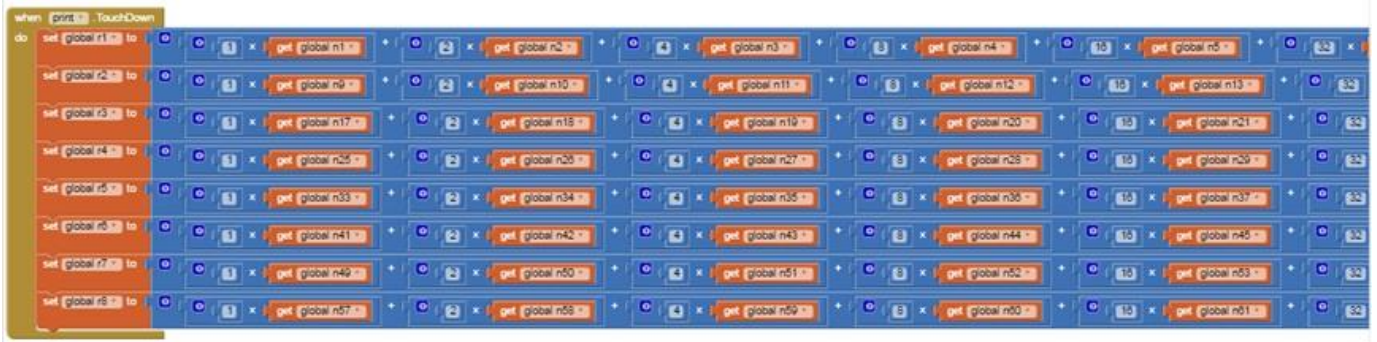 when print .TouchDown
do set global r1 to 1 × get global n1 + 2 × get global n2 + 4 × get global n3 + 8 × get global n4 + 16 × get global n5 + 32 ×
set global r2 to 1 × get global n9 + 2 × get global n10 + 4 × get global n11 + 8 × get global n12 + 16 × get global n13 + 32
set global r3 to 1 × get global n17 + 2 × get global n18 + 4 × get global n19 + 8 × get global n20 + 16 × get global n21 + 32
set global r4 to 1 × get global n25 + 2 × get global n26 + 4 × get global n27 + 8 × get global n28 + 16 × get global n29 + 32
set global r5 to 1 × get global n33 + 2 × get global n34 + 4 × get global n35 + 8 × get global n36 + 16 × get global n37 + 32
set global r6 to 1 × get global n41 + 2 × get global n42 + 4 × get global n43 + 8 × get global n44 + 16 × get global n45 + 32
set global r7 to 1 × get global n49 + 2 × get global n50 + 4 × get global n51 + 8 × get global n52 + 16 × get global n53 + 32
set global r8 to 1 × get global n57 + 2 × get global n58 + 4 × get global n59 + 8 × get global n60 + 16 × get global n61 + 32